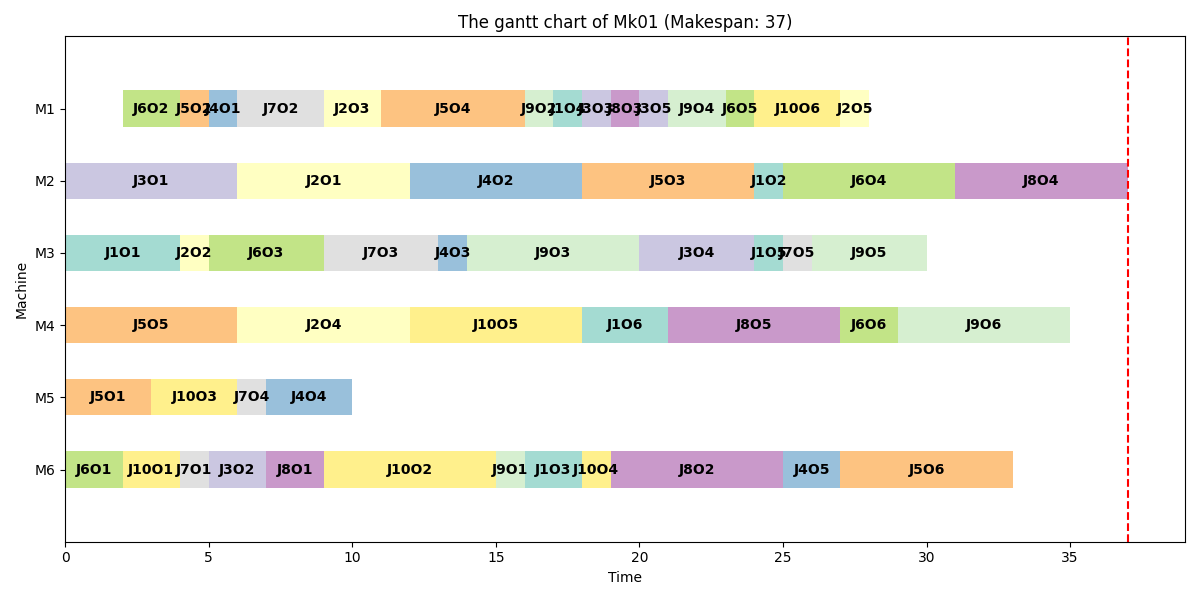 The gantt chart of Mk01 (Makespan: 37)
M1 J6O2 J5O2 J4O1 J7O2 J2O3 J5O4 J9O2 J1O4 J3O3 J8O3 J3O5 J9O4 J6O5 J10O6 J2O5
M2 J3O1 J2O1 J4O2 J5O3 J1O2 J6O4 J8O4
M3 J1O1 J2O2 J6O3 J7O3 J4O3 J9O3 J3O4 J1O5 J7O5 J9O5
M4 J5O5 J2O4 J10O5 J1O6 J8O5 J6O6 J9O6
M5 J5O1 J10O3 J7O4 J4O4
M6 J6O1 J10O1 J7O1 J3O2 J8O1 J10O2 J9O1 J1O3 J10O4 J8O2 J4O5 J5O6
0 5 10 15 20 25 30 35
Time
Machine